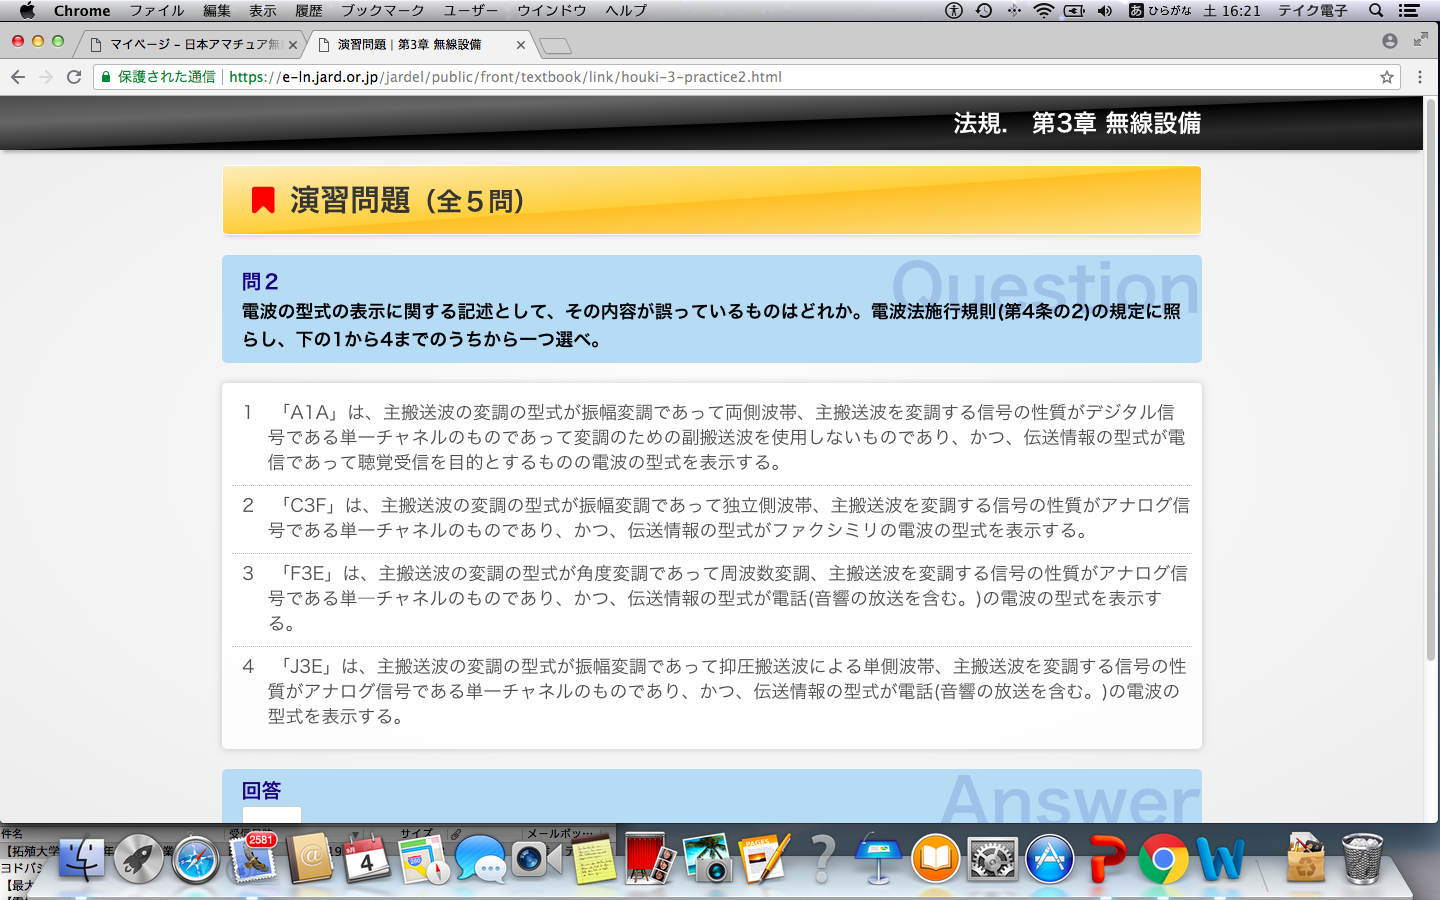 Chrome ファイル 編集 表示 履歴 ブックマーク ユーザー ウインドウ ヘルプ あ ひらがな 土 16:21 テイク電子
マイページ – 日本アマチュア無
演習問題 | 第3章 無線設備
保護された通信 https://e-ln.jard.or.jp/jardel/public/front/textbook/link/houki-3-practice2.html
法規. 第3章 無線設備
演習問題（全５問）
Question
問２
電波の型式の表示に関する記述として、その内容が誤っているものはどれか。電波法施行規則(第4条の2)の規定に照
らし、下の1から4までのうちから一つ選べ。
1 「A1A」は、主搬送波の変調の型式が振幅変調であって両側波帯、主搬送波を変調する信号の性質がデジタル信
号である単一チャネルのものであって変調のための副搬送波を使用しないものであり、かつ、伝送情報の型式が電
信であって聴覚受信を目的とするものの電波の型式を表示する。
2 「C3F」は、主搬送波の変調の型式が振幅変調であって独立側波帯、主搬送波を変調する信号の性質がアナログ信
号である単一チャネルのものであり、かつ、伝送情報の型式がファクシミリの電波の型式を表示する。
3 「F3E」は、主搬送波の変調の型式が角度変調であって周波数変調、主搬送波を変調する信号の性質がアナログ信
号である単―チャネルのものであり、かつ、伝送情報の型式が電話(音響の放送を含む。)の電波の型式を表示す
る。
4 「J3E」は、主搬送波の変調の型式が振幅変調であって抑圧搬送波による単側波帯、主搬送波を変調する信号の性
質がアナログ信号である単一チャネルのものであり、かつ、伝送情報の型式が電話(音響の放送を含む。)の電波の
型式を表示する。
回答
Answer
件名 サイズ メールボッ…
【拓殖大学
ヨドバシ
【最大
2581
4
280
PAGES